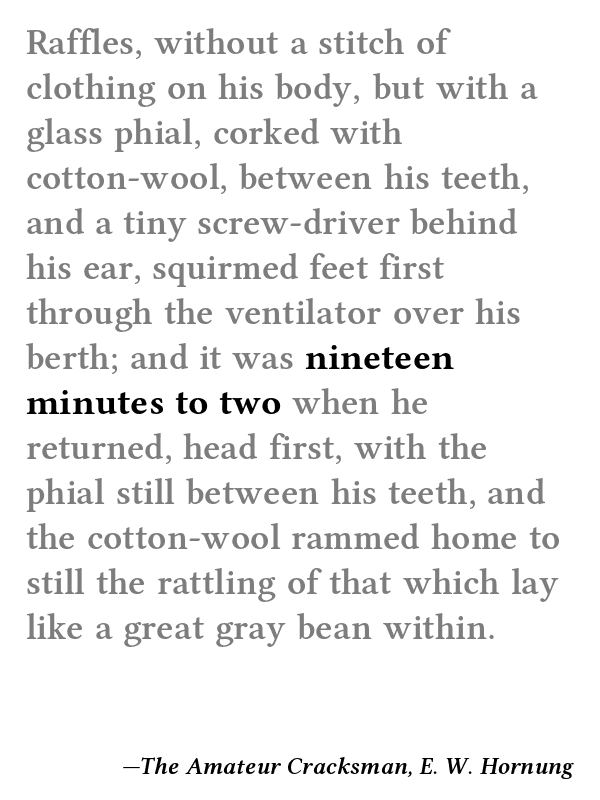 Raffles, without a stitch of
clothing on his body, but with a
glass phial, corked with
cotton-wool, between his teeth,
and a tiny screw-driver behind
his ear, squirmed feet first
through the ventilator over his
berth; and it was nineteen
minutes to two when he
returned, head first, with the
phial still between his teeth, and
the cotton-wool rammed home to
still the rattling of that which lay
like a great gray bean within.
—The Amateur Cracksman, E. W. Hornung